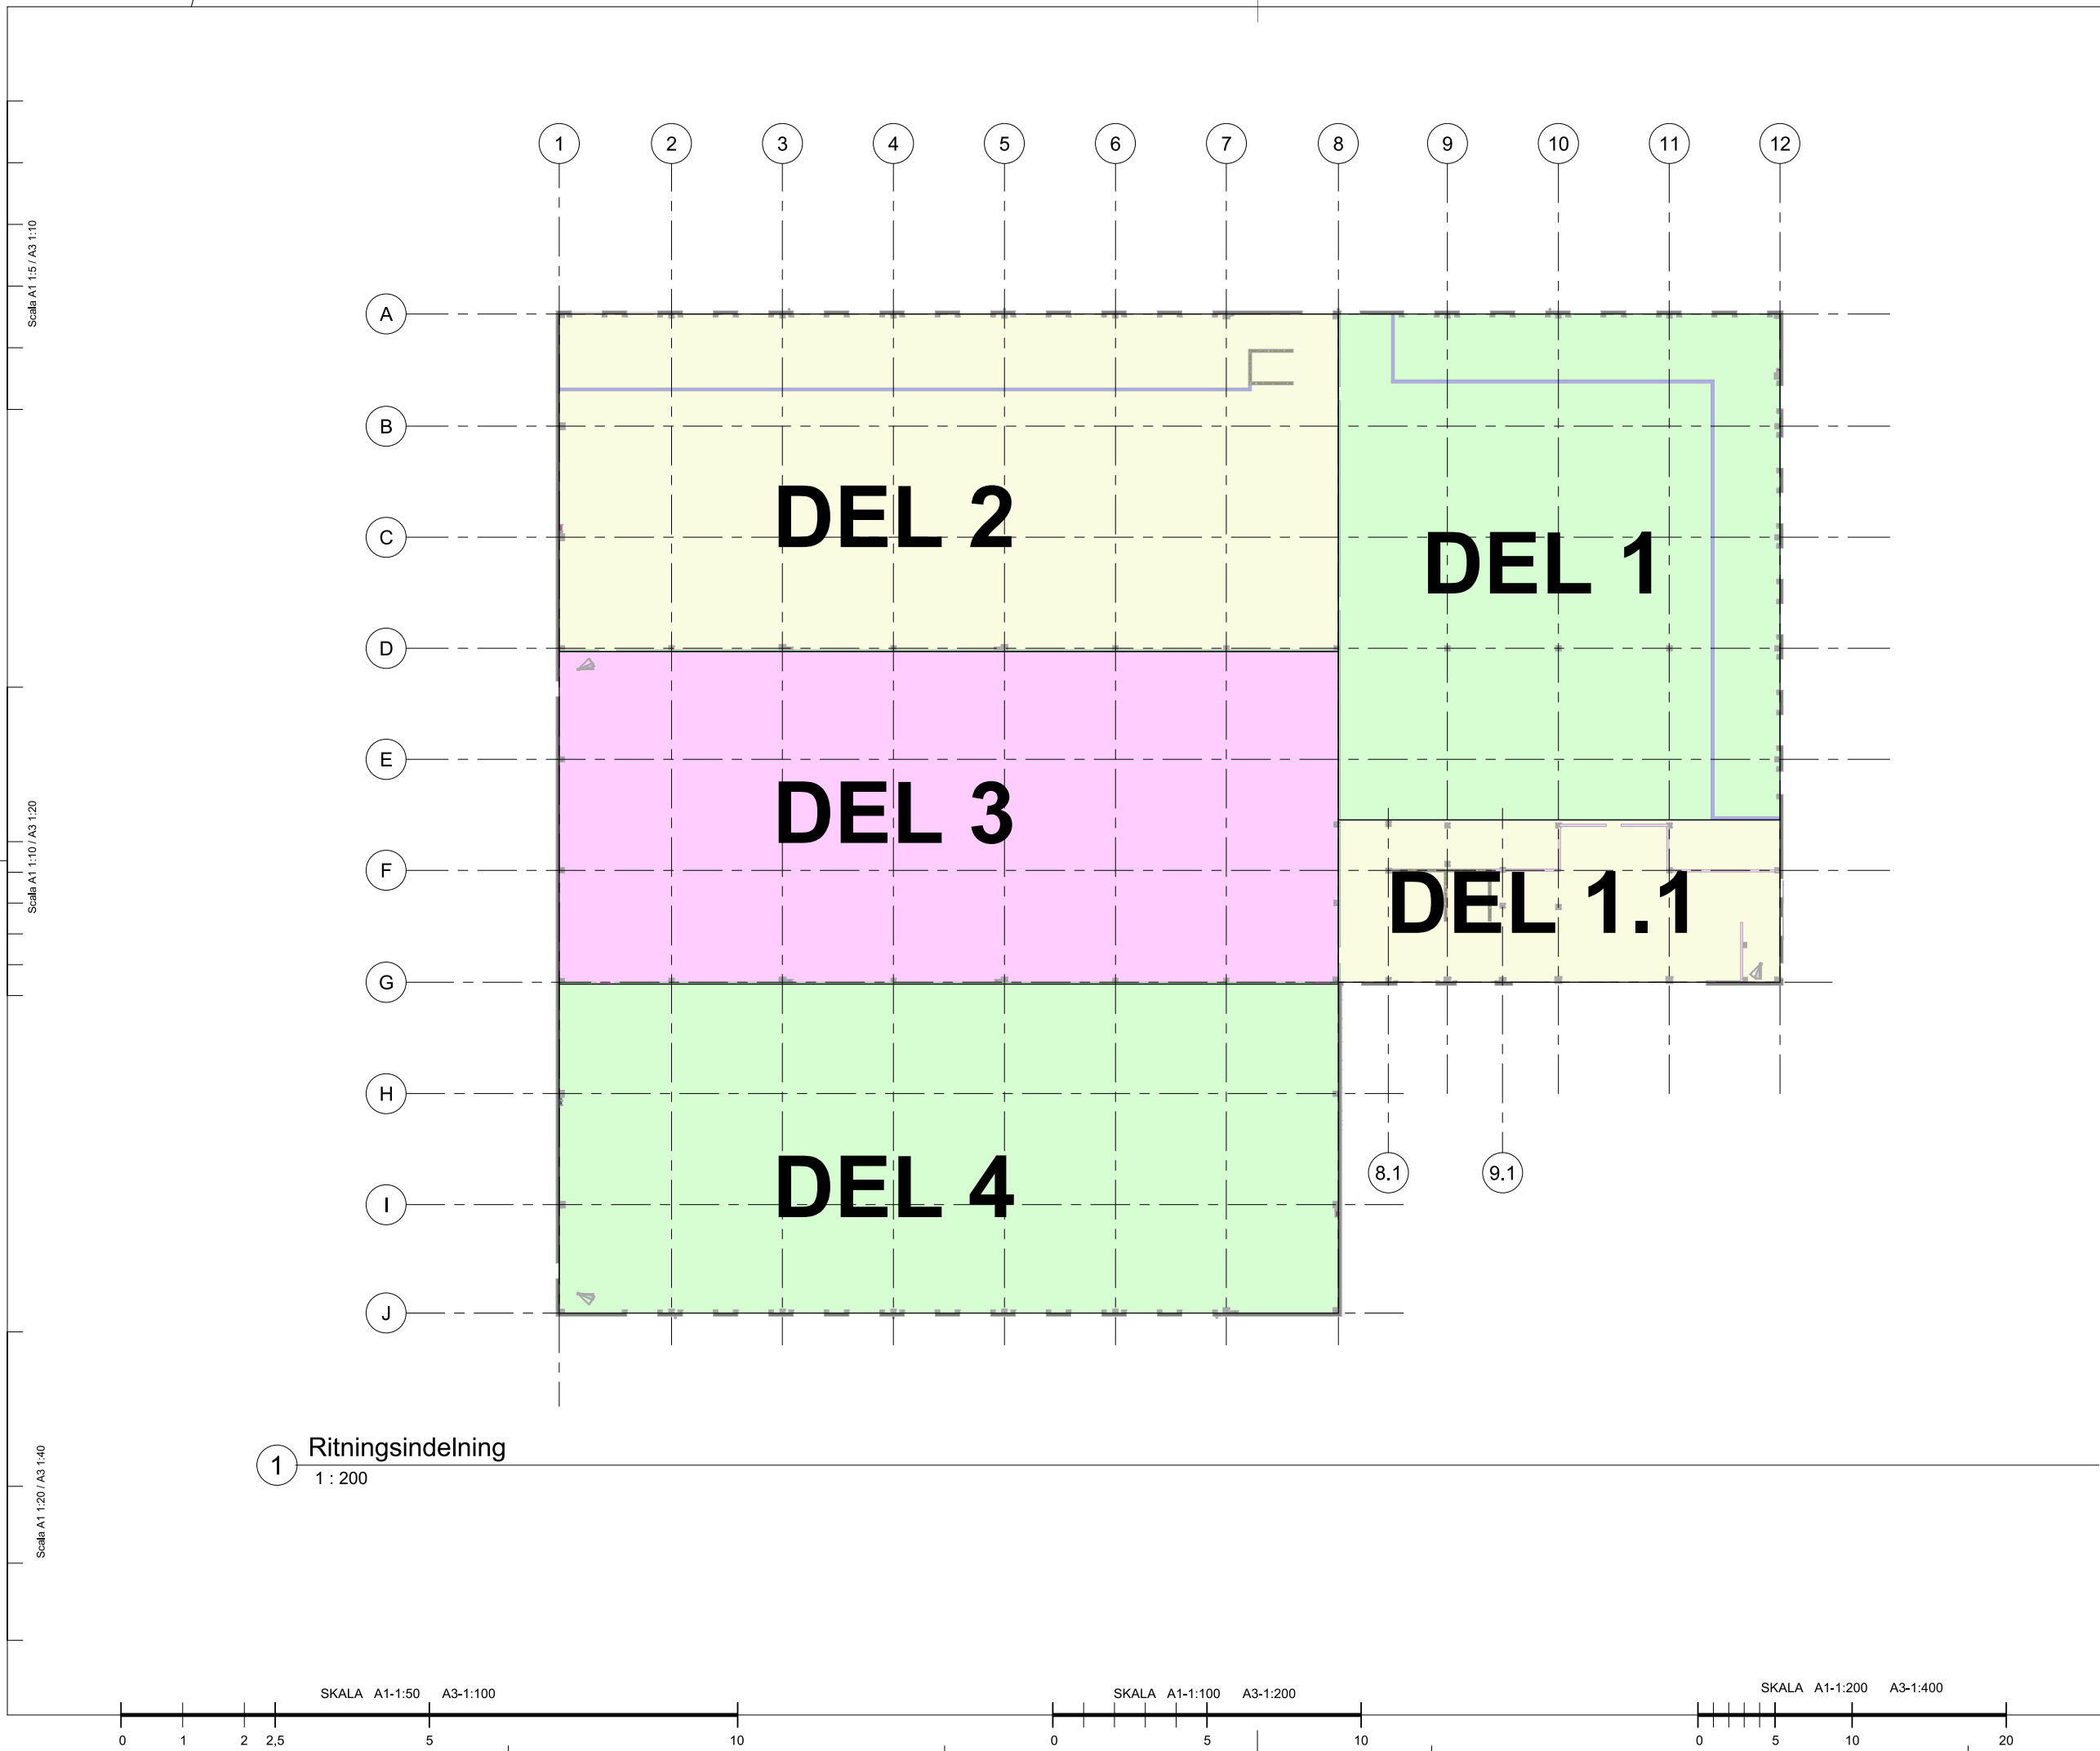 1 2 3 4 5 6 7 8 9 10 11 12
Scala A1 1:5 / A3 1:10
A
B
DEL 2
C
DEL 1
D
E
DEL 3
Scala A1 1:10 / A3 1:20
F
DEL 1.1
G
H
8.1 9.1
DEL 4
I
J
1 Ritningsindelning
1 : 200
Scala A1 1:20 / A3 1:40
SKALA A1-1:50 A3-1:100
0 1 2 2,5 5 10
SKALA A1-1:100 A3-1:200
0 5 10
SKALA A1-1:200 A3-1:400
0 5 10 20